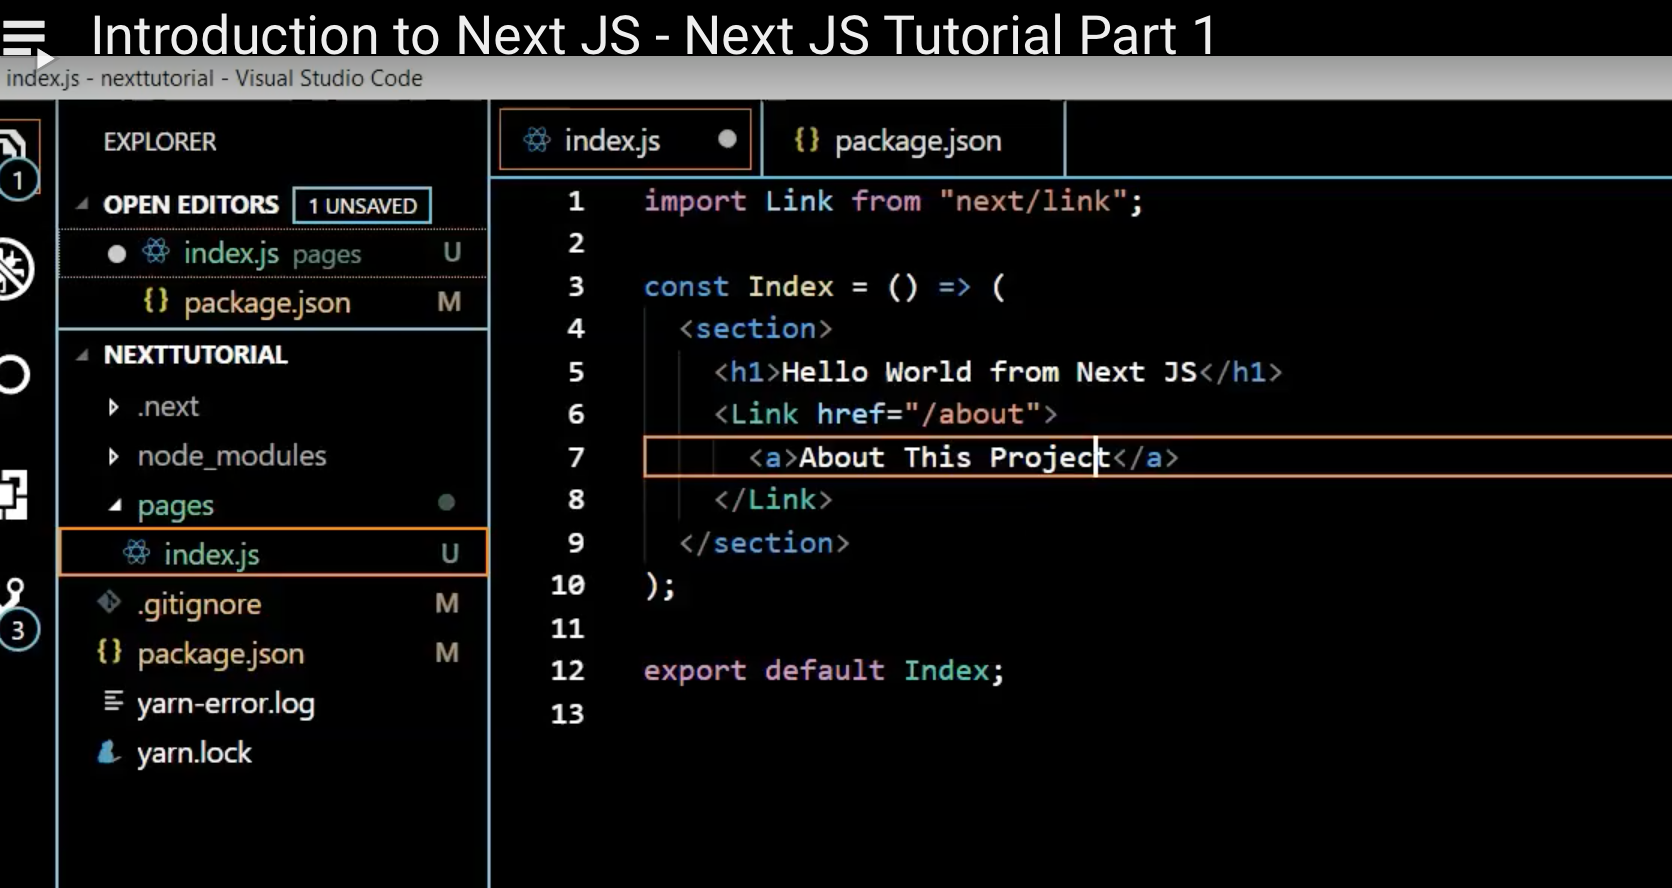 Introduction to Next JS - Next JS Tutorial Part 1
index.js - nexttutorial - Visual Studio Code
EXPLORER
1
OPEN EDITORS 1 UNSAVED
index.js pages U
{} package.json M
NEXTTUTORIAL
.next
node_modules
pages
index.js U
.gitignore M
3
{} package.json M
yarn-error.log
yarn.lock
index.js
{} package.json
1 import Link from "next/link";
2
3 const Index = () => (
4 <section>
5 <h1>Hello World from Next JS</h1>
6 <Link href="/about">
7 <a>About This Project</a>
8 </Link>
9 </section>
10 );
11
12 export default Index;
13